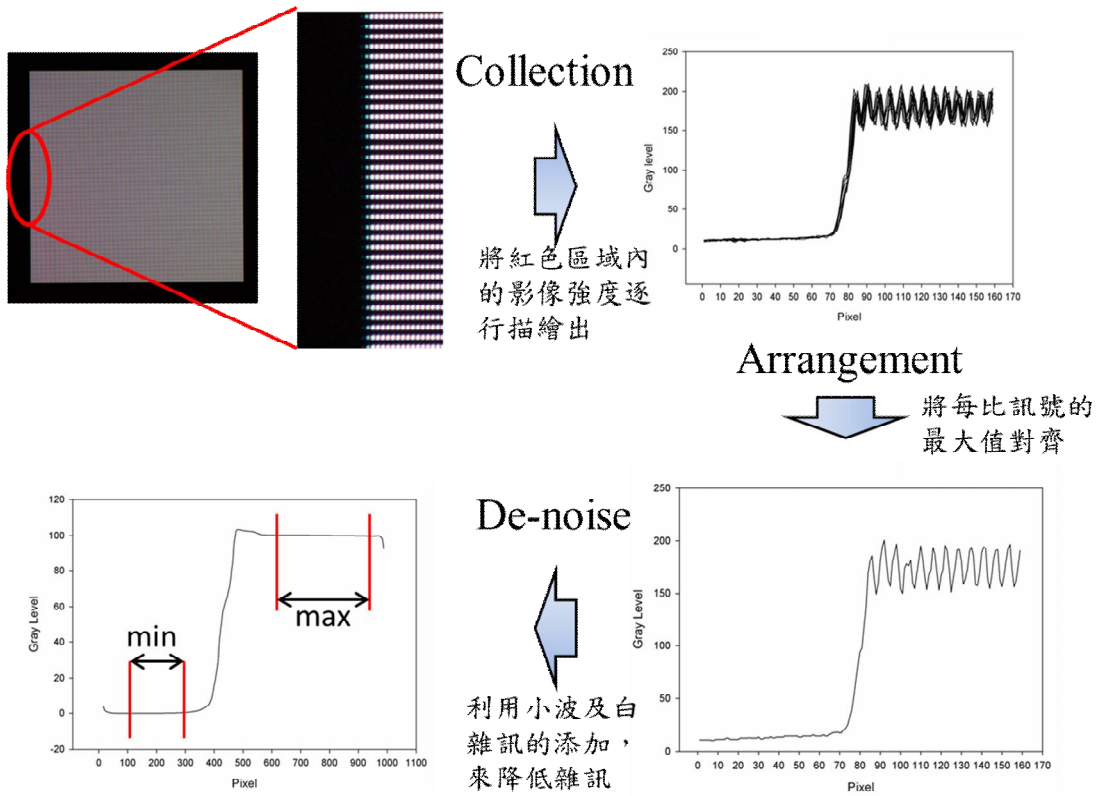 Collection
將紅色區域內
的影像強度逐
行描繪出
250
200
150
100
50
0
Gray level
0 10 20 30 40 50 60 70 80 90 100 110 120 130 140 150 160 170
Pixel
Arrangement
將每比訊號的
最大值對齊
250
200
150
100
50
0
Gray Level
0 10 20 30 40 50 60 70 80 90 100 110 120 130 140 150 160 170
Pixel
De-noise
利用小波及白
雜訊的添加，
來降低雜訊
120
100
80
60
40
20
0
-20
Gray Level
min
max
0 100 200 300 400 500 600 700 800 900 1000 1100
Pixel